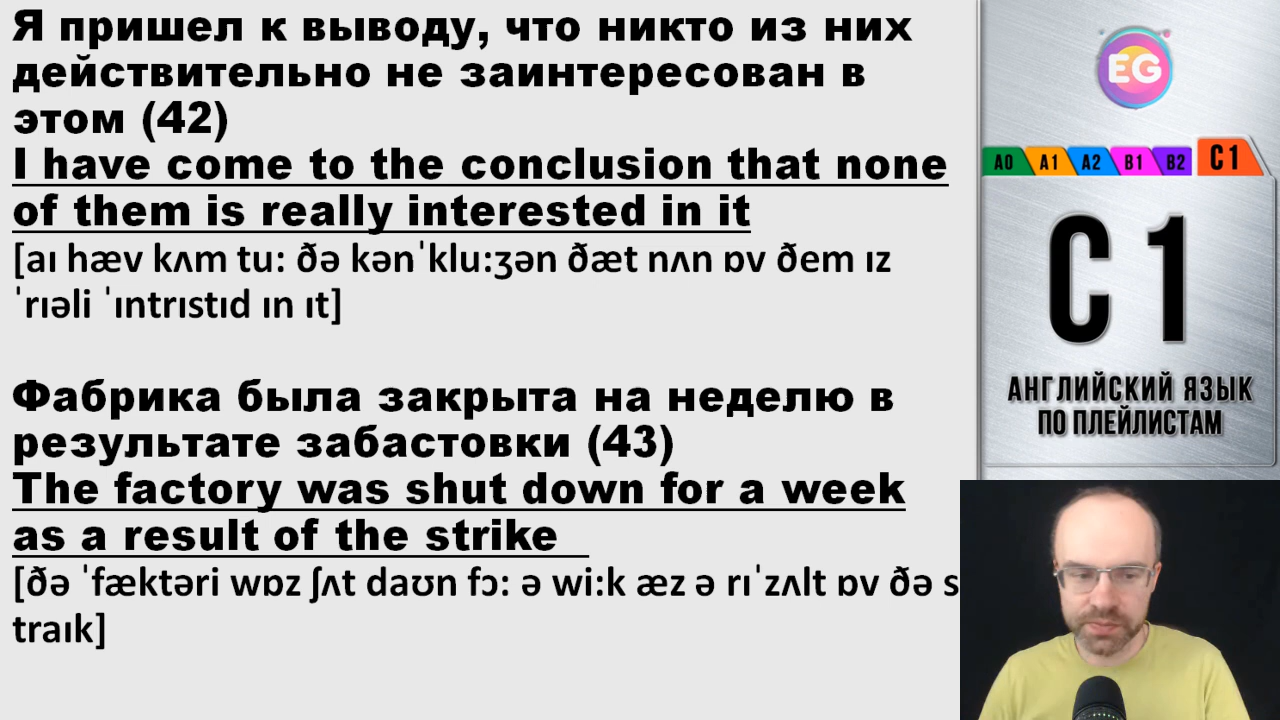 Я пришел к выводу, что никто из них
действительно не заинтересован в
этом (42)
I have come to the conclusion that none
of them is really interested in it
[aɪ hæv kʌm tu: ðə kənˈklu:ʒən ðæt nʌn ɒv ðem ɪz
ˈrɪəli ˈɪntrɪstɪd ɪn ɪt]
Фабрика была закрыта на неделю в
результате забастовки (43)
The factory was shut down for a week
as a result of the strike
[ðə ˈfæktəri wɒz ʃʌt daʊn fɔ: ə wi:k æz ə rɪˈzʌlt ɒv ðə s
traɪk]
EG
A0 A1 A2 B1 B2 C1
C1
АНГЛИЙСКИЙ ЯЗЫК
ПО ПЛЕЙЛИСТАМ